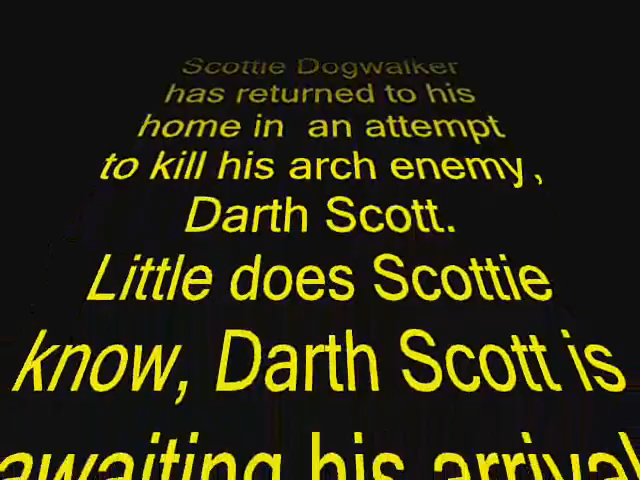 Scottie Dogwalker
has returned to his
home in an attempt
to kill his arch enemy,
Darth Scott.
Little does Scottie
know, Darth Scott is
awaiting his arrival